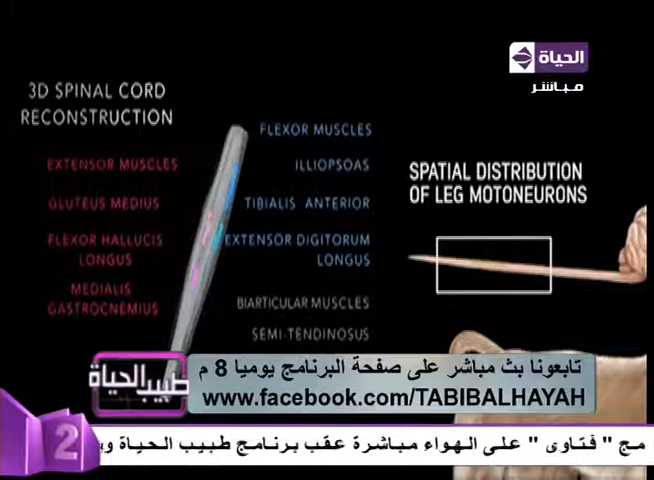 الحياة
مباشر
3D SPINAL CORD
RECONSTRUCTION
FLEXOR MUSCLES
EXTENSOR MUSCLES
ILLIOPSOAS
SPATIAL DISTRIBUTION
OF LEG MOTONEURONS
GLUTEUS MEDIUS
TIBIALIS ANTERIOR
FLEXOR HALLUCIS
LONGUS
EXTENSOR DIGITORUM
LONGUS
MEDIALIS
GASTROCNEMIUS
BIARTICULAR MUSCLES
SEMI-TENDINOSUS
طبيب الحياة
تابعونا بث مباشر على صفحة البرنامج يوميا 8 م
www.facebook.com/TABIBALHAYAH
2
مج " فتاوى " على الهواء مباشرة عقب برنامج طبيب الحياة وب